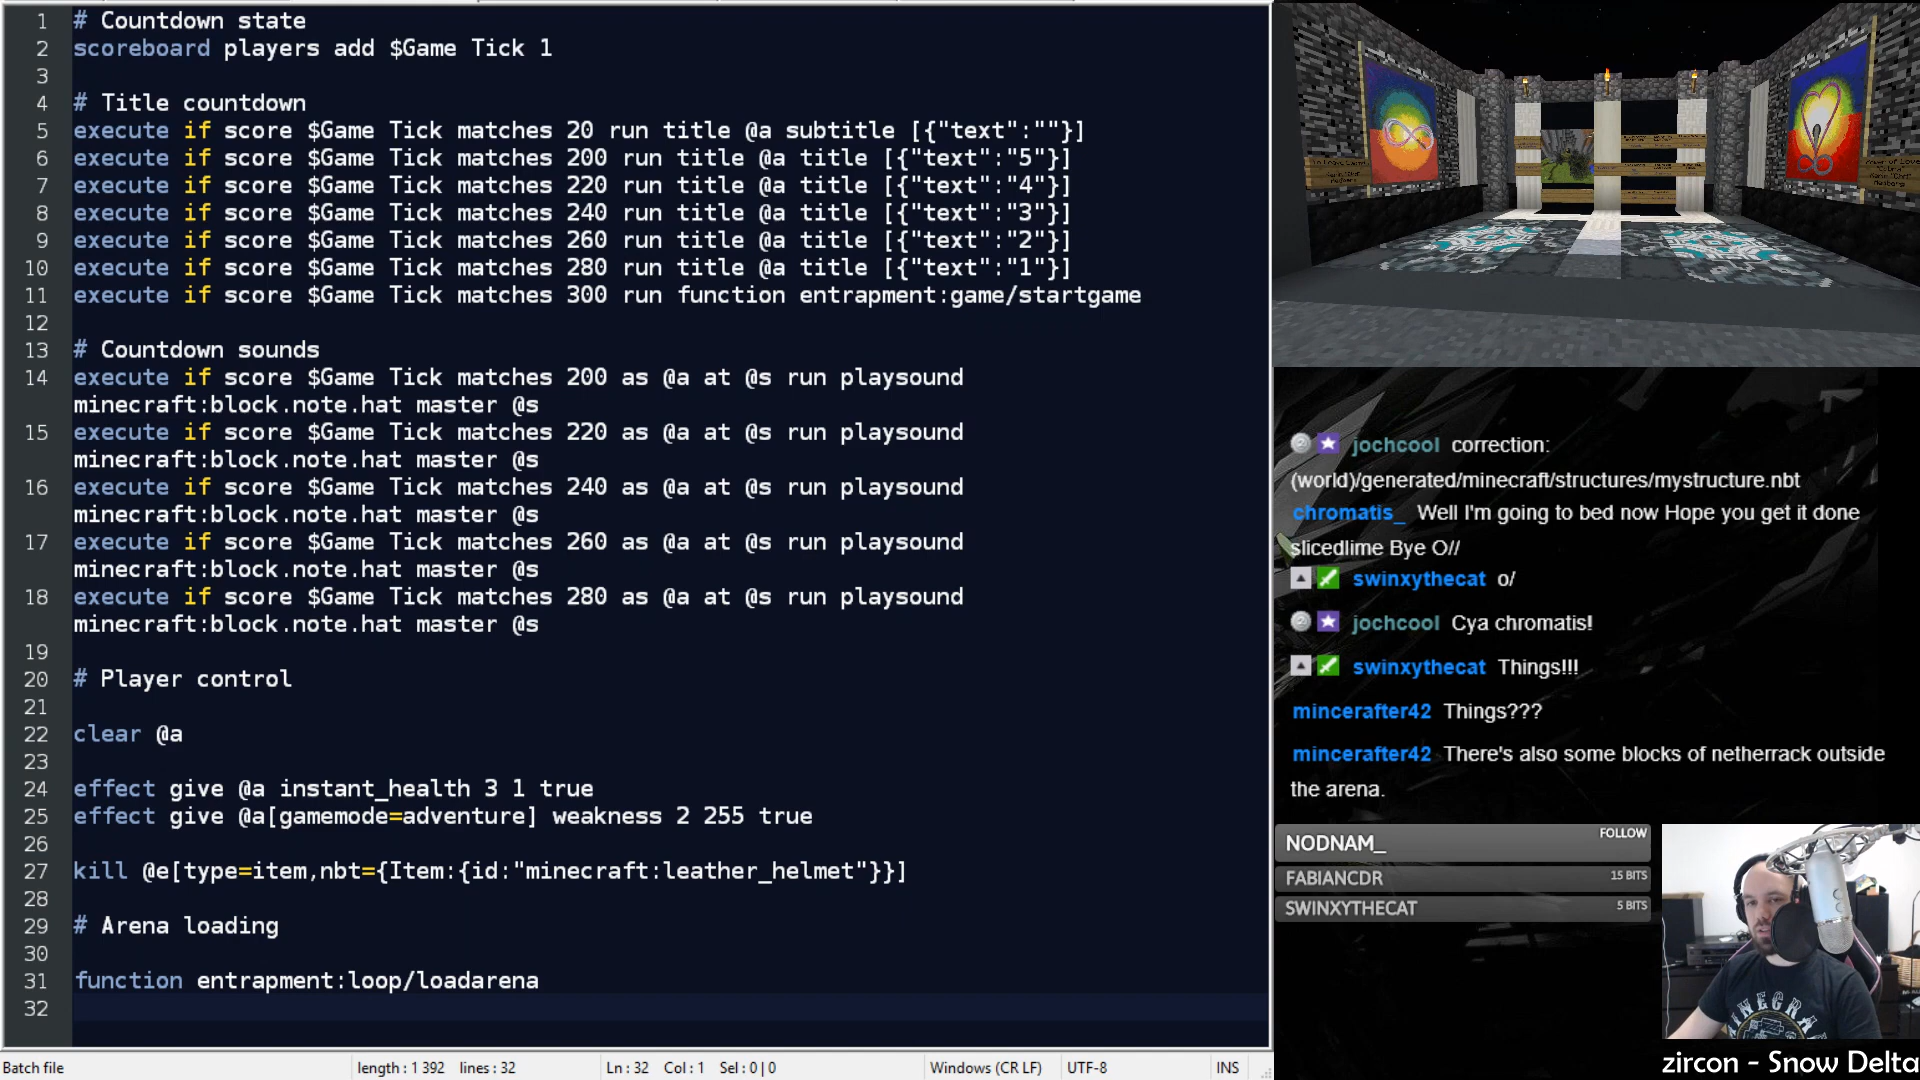 1 # Countdown state
2 scoreboard players add $Game Tick 1
3
4 # Title countdown
5 execute if score $Game Tick matches 20 run title @a subtitle [{"text":""}]
6 execute if score $Game Tick matches 200 run title @a title [{"text":"5"}]
7 execute if score $Game Tick matches 220 run title @a title [{"text":"4"}]
8 execute if score $Game Tick matches 240 run title @a title [{"text":"3"}]
9 execute if score $Game Tick matches 260 run title @a title [{"text":"2"}]
10 execute if score $Game Tick matches 280 run title @a title [{"text":"1"}]
11 execute if score $Game Tick matches 300 run function entrapment:game/startgame
12
13 # Countdown sounds
14 execute if score $Game Tick matches 200 as @a at @s run playsound
minecraft:block.note.hat master @s
15 execute if score $Game Tick matches 220 as @a at @s run playsound
minecraft:block.note.hat master @s
16 execute if score $Game Tick matches 240 as @a at @s run playsound
minecraft:block.note.hat master @s
17 execute if score $Game Tick matches 260 as @a at @s run playsound
minecraft:block.note.hat master @s
18 execute if score $Game Tick matches 280 as @a at @s run playsound
minecraft:block.note.hat master @s
19
20 # Player control
21
22 clear @a
23
24 effect give @a instant_health 3 1 true
25 effect give @a[gamemode=adventure] weakness 2 255 true
26
27 kill @e[type=item,nbt={Item:{id:"minecraft:leather_helmet"}}]
28
29 # Arena loading
30
31 function entrapment:loop/loadarena
32
Batch file length : 1 392 lines : 32 Ln : 32 Col : 1 Sel : 0 | 0 Windows (CR LF) UTF-8 INS
jochcool correction:
(world)/generated/minecraft/structures/mystructure.nbt
chromatis_ Well I'm going to bed now Hope you get it done
slicedlime Bye O//
swinxythecat o/
jochcool Cya chromatis!
swinxythecat Things!!!
mincerafter42 Things???
mincerafter42 There's also some blocks of netherrack outside
the arena.
NODNAM_ FOLLOW
FABIANCDR 15 BITS
SWINXYTHECAT 5 BITS
zircon - Snow Delta